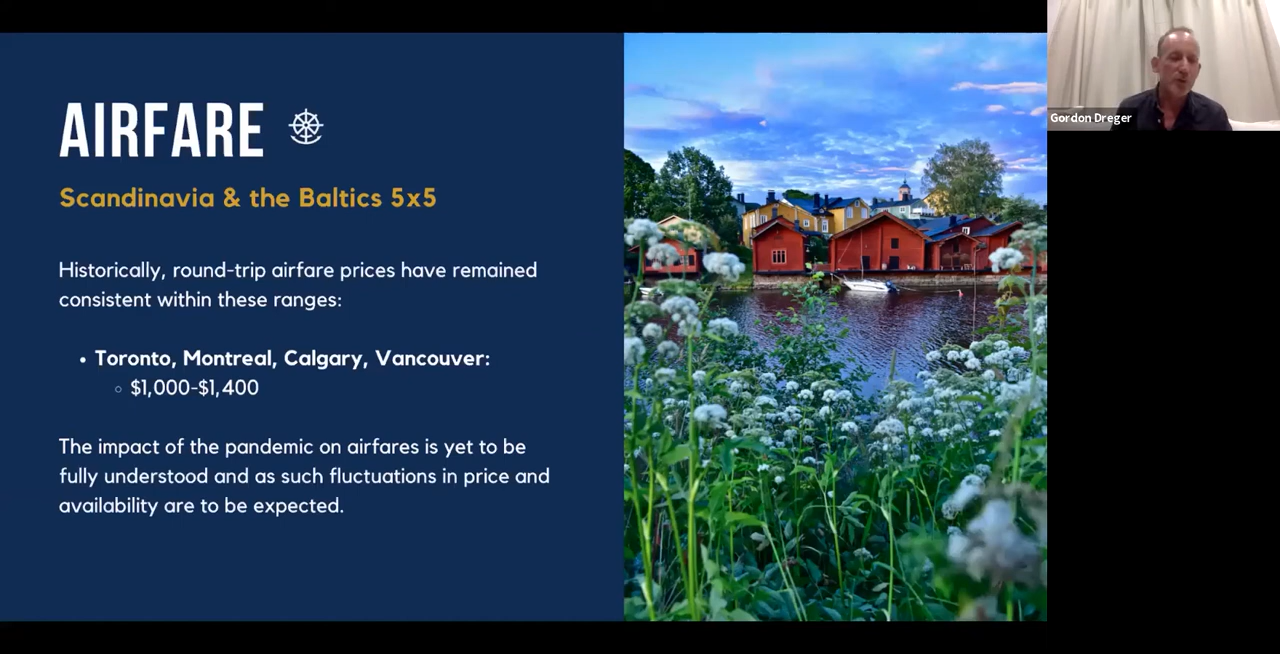 AIRFARE
Scandinavia & the Baltics 5x5
Historically, round-trip airfare prices have remained
consistent within these ranges:
• Toronto, Montreal, Calgary, Vancouver:
○ $1,000-$1,400
The impact of the pandemic on airfares is yet to be
fully understood and as such fluctuations in price and
availability are to be expected.
Gordon Dreger